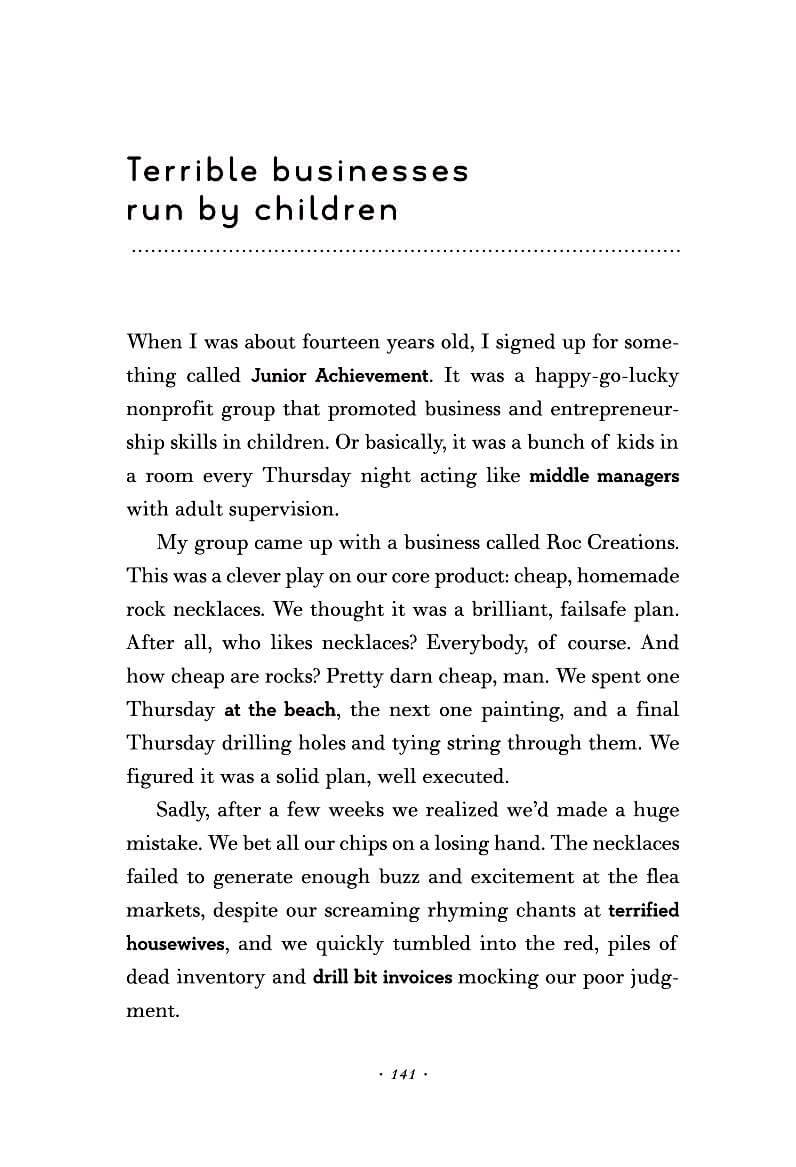 Terrible businesses
run by children
When I was about fourteen years old, I signed up for some-
thing called Junior Achievement. It was a happy-go-lucky
nonprofit group that promoted business and entrepreneur-
ship skills in children. Or basically, it was a bunch of kids in
a room every Thursday night acting like middle managers
with adult supervision.
My group came up with a business called Roc Creations.
This was a clever play on our core product: cheap, homemade
rock necklaces. We thought it was a brilliant, failsafe plan.
After all, who likes necklaces? Everybody, of course. And
how cheap are rocks? Pretty darn cheap, man. We spent one
Thursday at the beach, the next one painting, and a final
Thursday drilling holes and tying string through them. We
figured it was a solid plan, well executed.
Sadly, after a few weeks we realized we’d made a huge
mistake. We bet all our chips on a losing hand. The necklaces
failed to generate enough buzz and excitement at the flea
markets, despite our screaming rhyming chants at terrified
housewives, and we quickly tumbled into the red, piles of
dead inventory and drill bit invoices mocking our poor judg-
ment.
· 141 ·